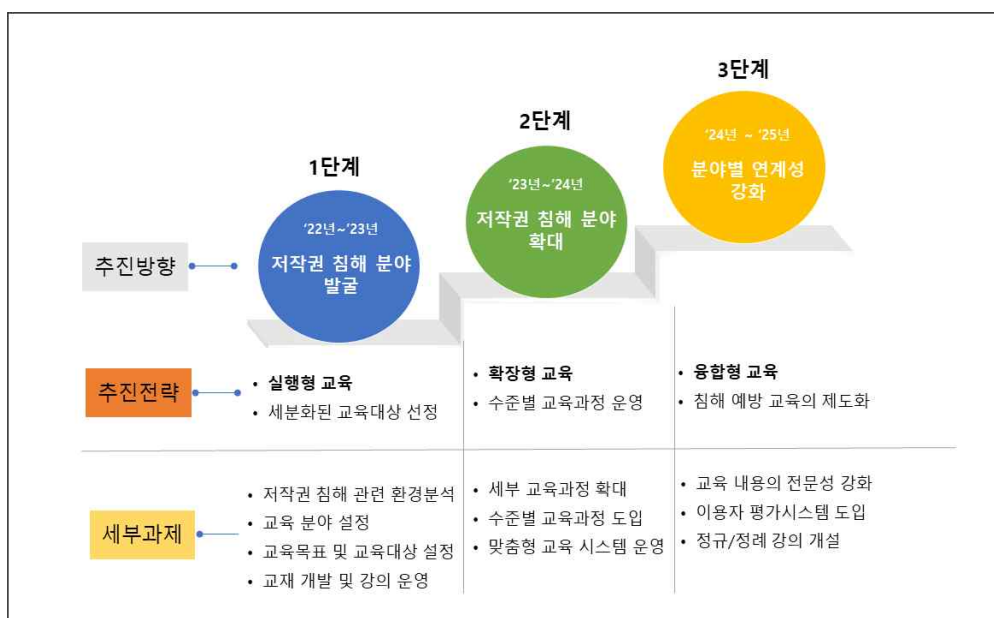 3단계
'24년 ~ '25년
분야별 연계성
강화
2단계
'23년~'24년
저작권 침해 분야
확대
1단계
'22년~'23년
저작권 침해 분야
발굴
추진방향
추진전략
• 실행형 교육
• 세분화된 교육대상 선정
• 확장형 교육
• 수준별 교육과정 운영
• 융합형 교육
• 침해 예방 교육의 제도화
세부과제
• 저작권 침해 관련 환경분석
• 교육 분야 설정
• 교육목표 및 교육대상 설정
• 교재 개발 및 강의 운영
• 세부 교육과정 확대
• 수준별 교육과정 도입
• 맞춤형 교육 시스템 운영
• 교육 내용의 전문성 강화
• 이용자 평가시스템 도입
• 정규/정례 강의 개설